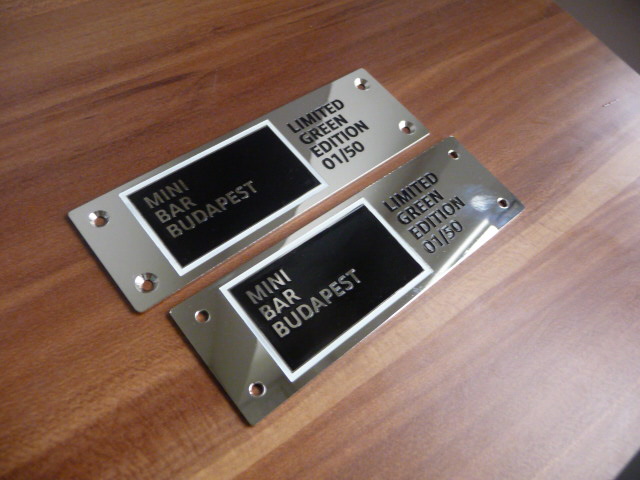 MINI
BAR
BUDAPEST
LIMITED
GREEN
EDITION
01/50
MINI
BAR
BUDAPEST
LIMITED
GREEN
EDITION
01/50